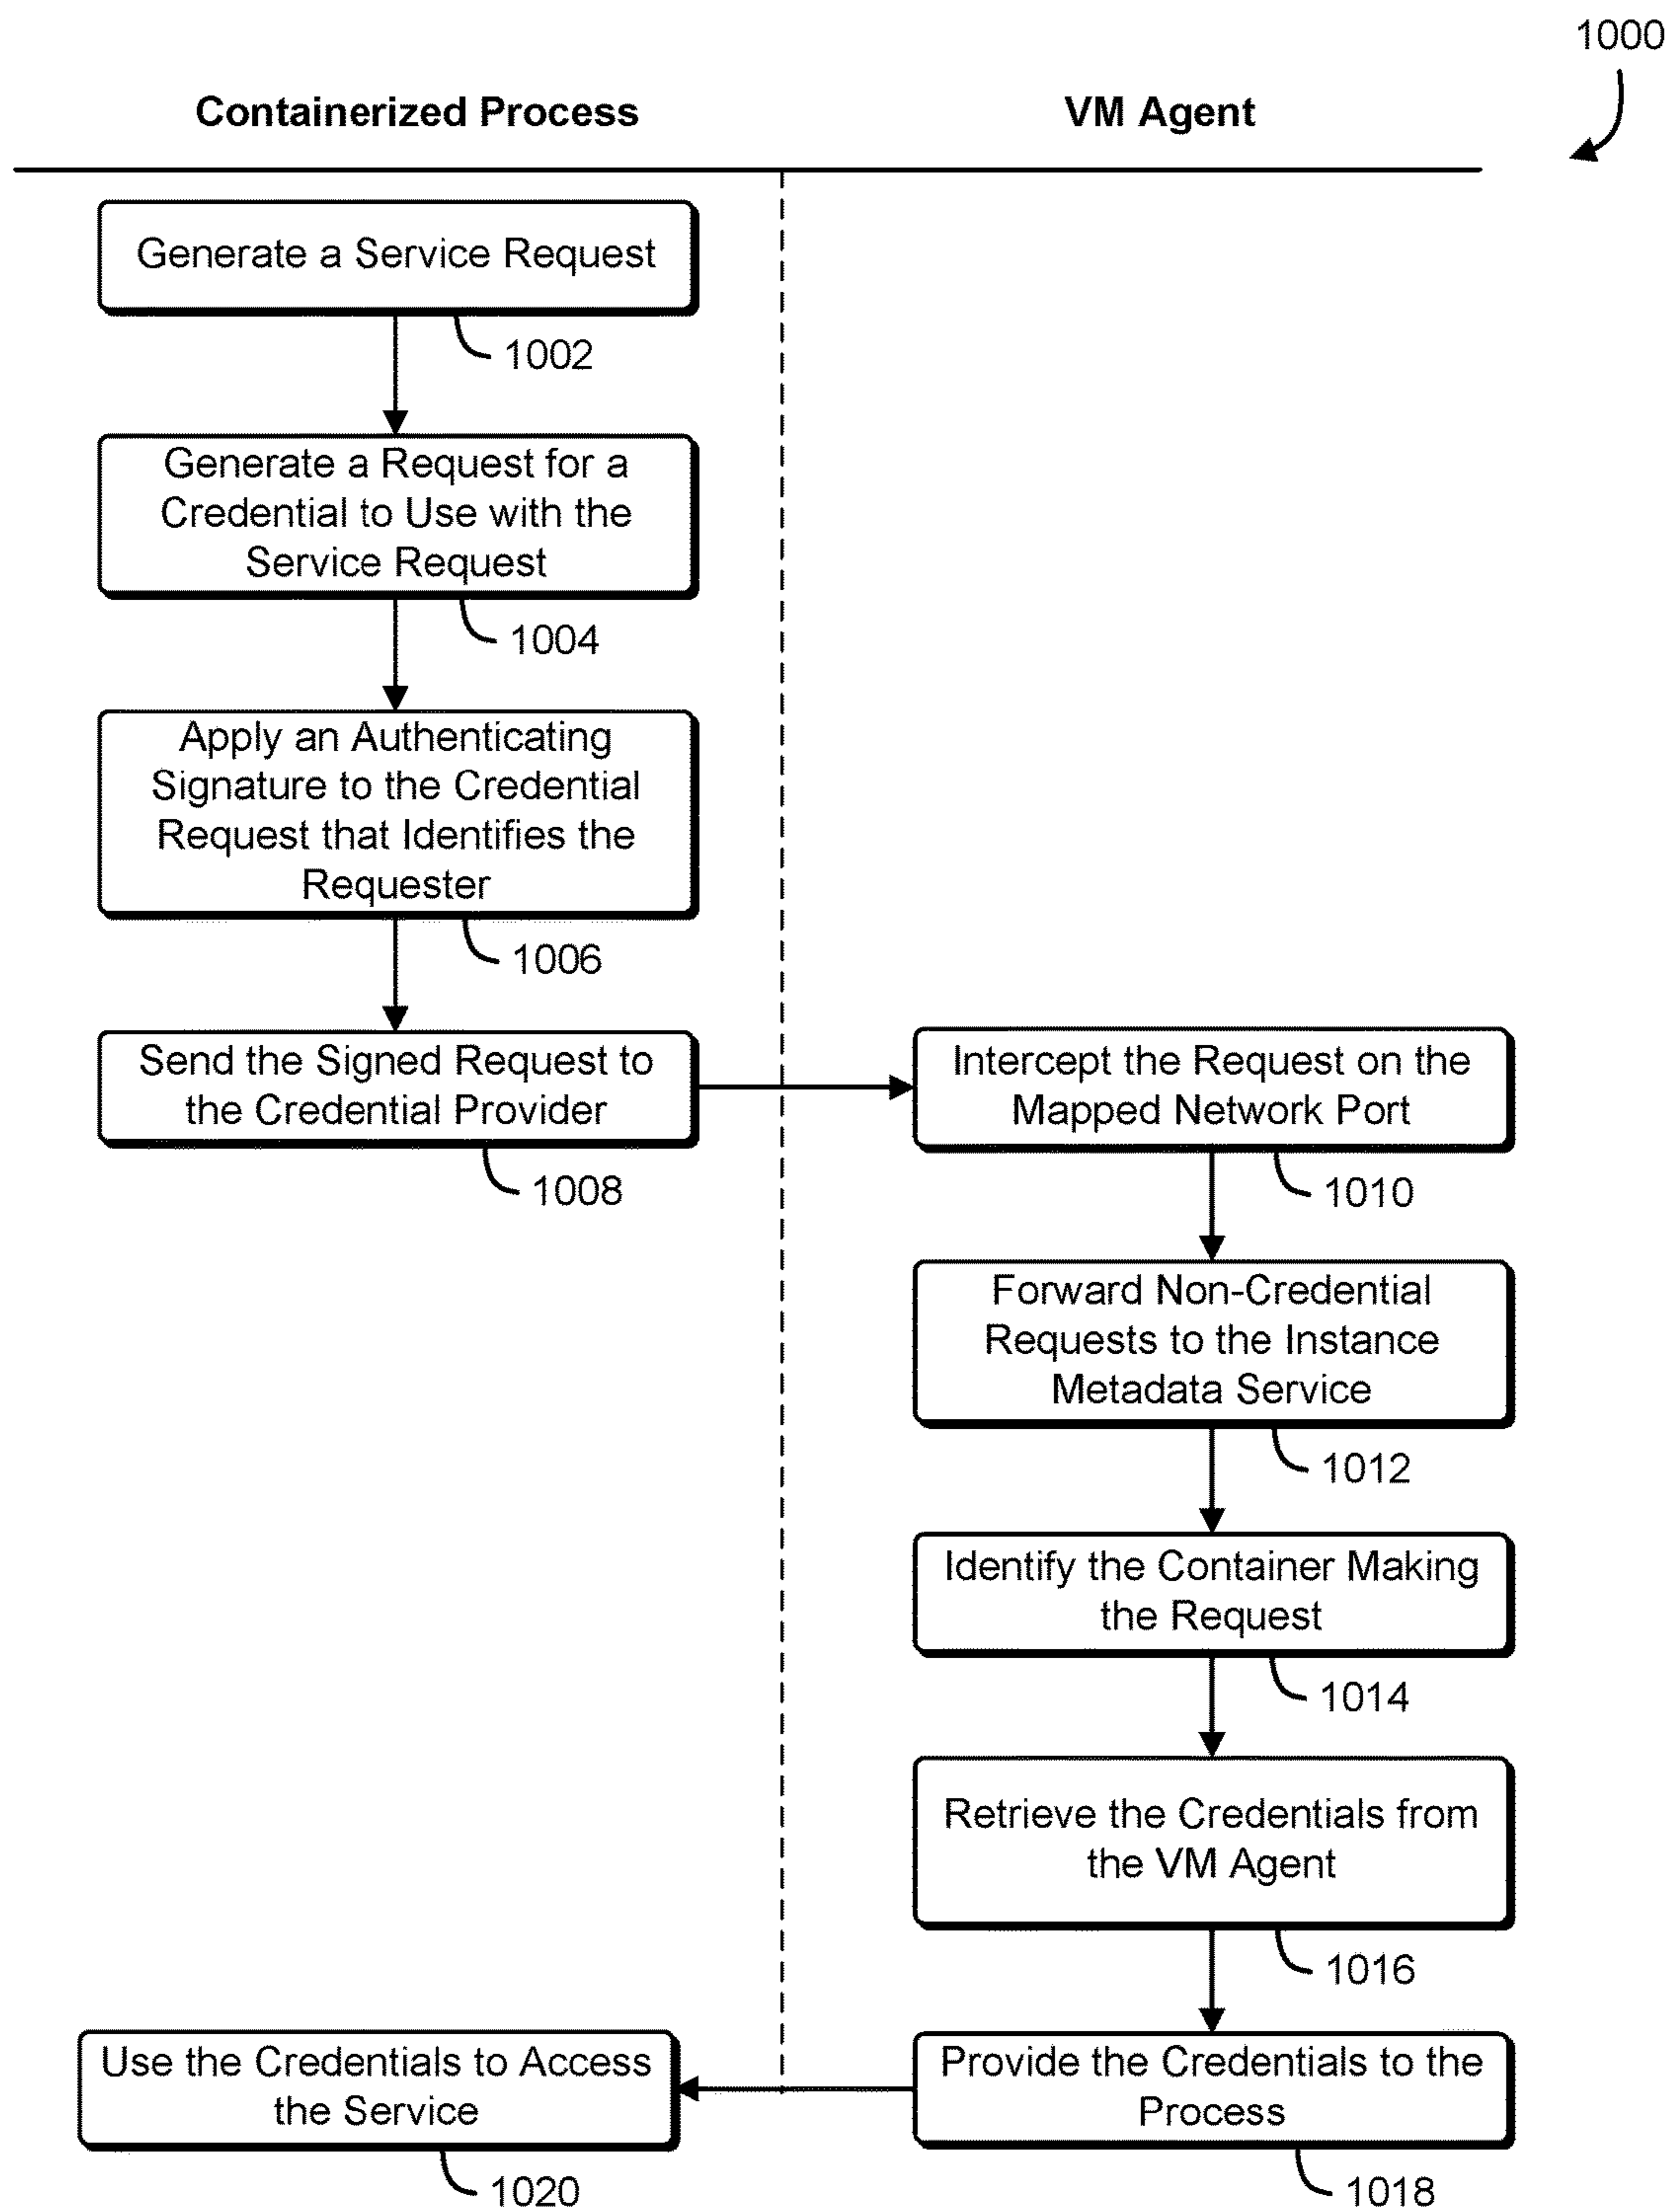 1000
Containerized Process
VM Agent
Generate a Service Request
1002
Generate a Request for a
Credential to Use with the
Service Request
1004
Apply an Authenticating
Signature to the Credential
Request that Identifies the
Requester
1006
Send the Signed Request to
the Credential Provider
1008
Intercept the Request on the
Mapped Network Port
1010
Forward Non-Credential
Requests to the Instance
Metadata Service
1012
Identify the Container Making
the Request
1014
Retrieve the Credentials from
the VM Agent
1016
Provide the Credentials to the
Process
1018
Use the Credentials to Access
the Service
1020